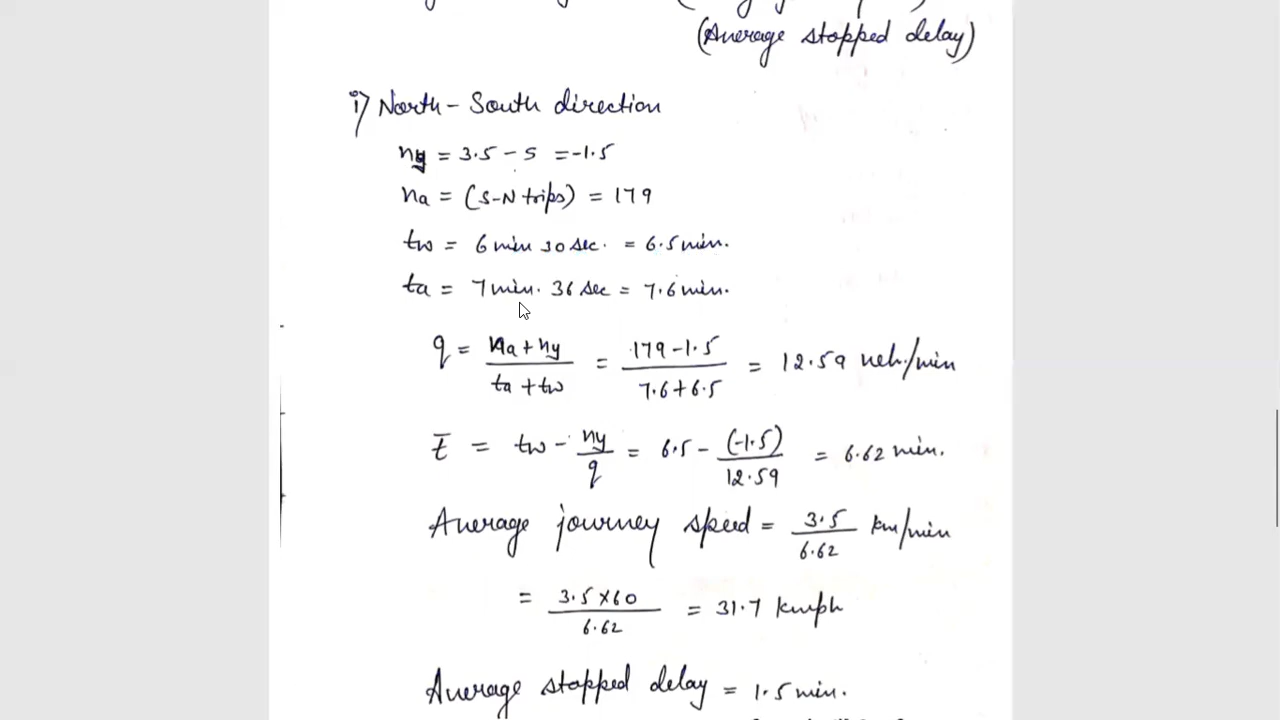 (Average stopped delay)
i) North - South direction
ny = 3.5 - 5 = -1.5
na = (S-N trips) = 179
tw = 6 min 30 sec. = 6.5 min.
ta = 7 min. 36 sec = 7.6 min.
q = na + ny / ta + tw = 179 - 1.5 / 7.6 + 6.5 = 12.59 veh./min
t̄ = tw - ny / q = 6.5 - (-1.5) / 12.59 = 6.62 min.
Average journey speed = 3.5 / 6.62 km/min
= 3.5 x 60 / 6.62 = 31.7 kmph
Average stopped delay = 1.5 min.